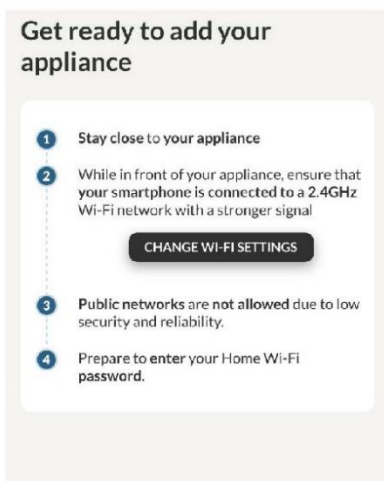 Get ready to add your
appliance
1 Stay close to your appliance
2 While in front of your appliance, ensure that
your smartphone is connected to a 2.4GHz
Wi-Fi network with a stronger signal
CHANGE WI-FI SETTINGS
3 Public networks are not allowed due to low
security and reliability.
4 Prepare to enter your Home Wi-Fi
password.